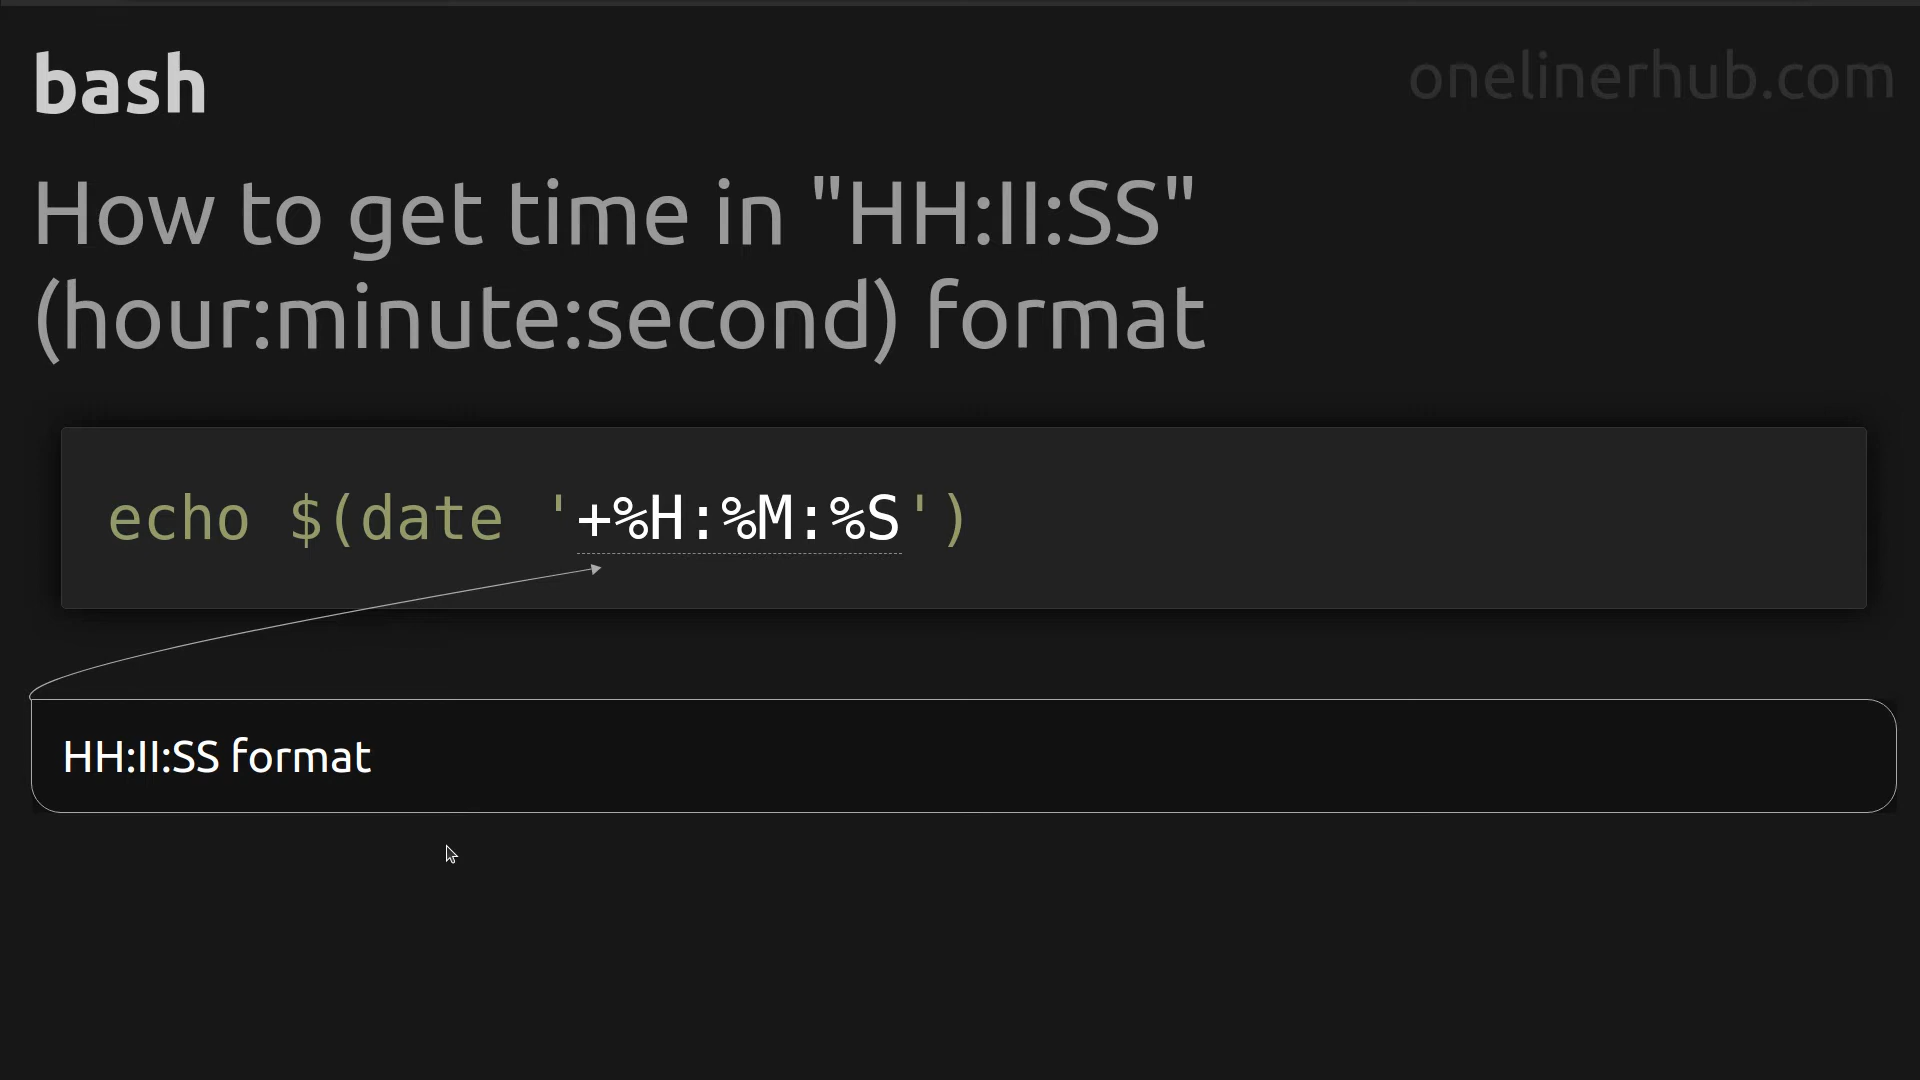 bash
onelinerhub.com
How to get time in "HH:II:SS"
(hour:minute:second) format
echo $(date '+%H:%M:%S')
HH:II:SS format